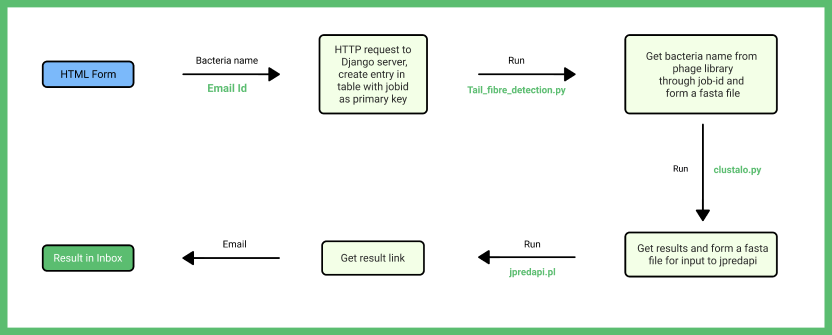 HTML Form
Bacteria name
Email Id
HTTP request to
Django server,
create entry in
table with jobid
as primary key
Run
Tail_fibre_detection.py
Get bacteria name from
phage library
through job-id and
form a fasta file
Run
clustalo.py
Get results and form a fasta
file for input to jpredapi
Run
jpredapi.pl
Get result link
Email
Result in Inbox